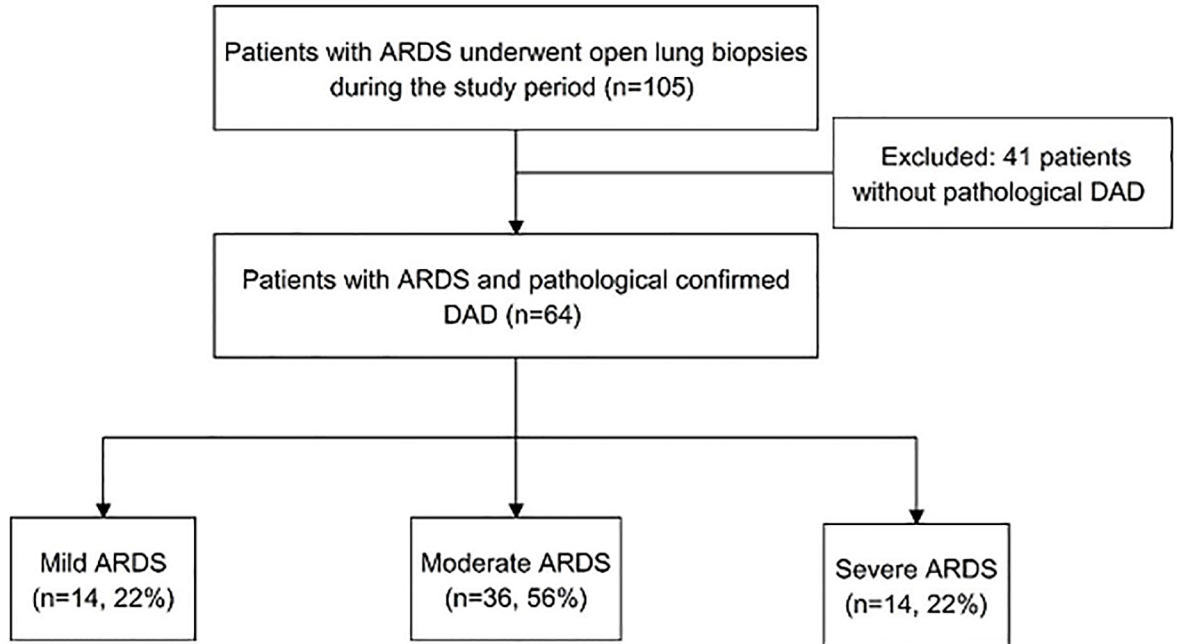 Patients with ARDS underwent open lung biopsies
during the study period (n=105)
Excluded: 41 patients
without pathological DAD
Patients with ARDS and pathological confirmed
DAD (n=64)
Mild ARDS
(n=14, 22%)
Moderate ARDS
(n=36, 56%)
Severe ARDS
(n=14, 22%)